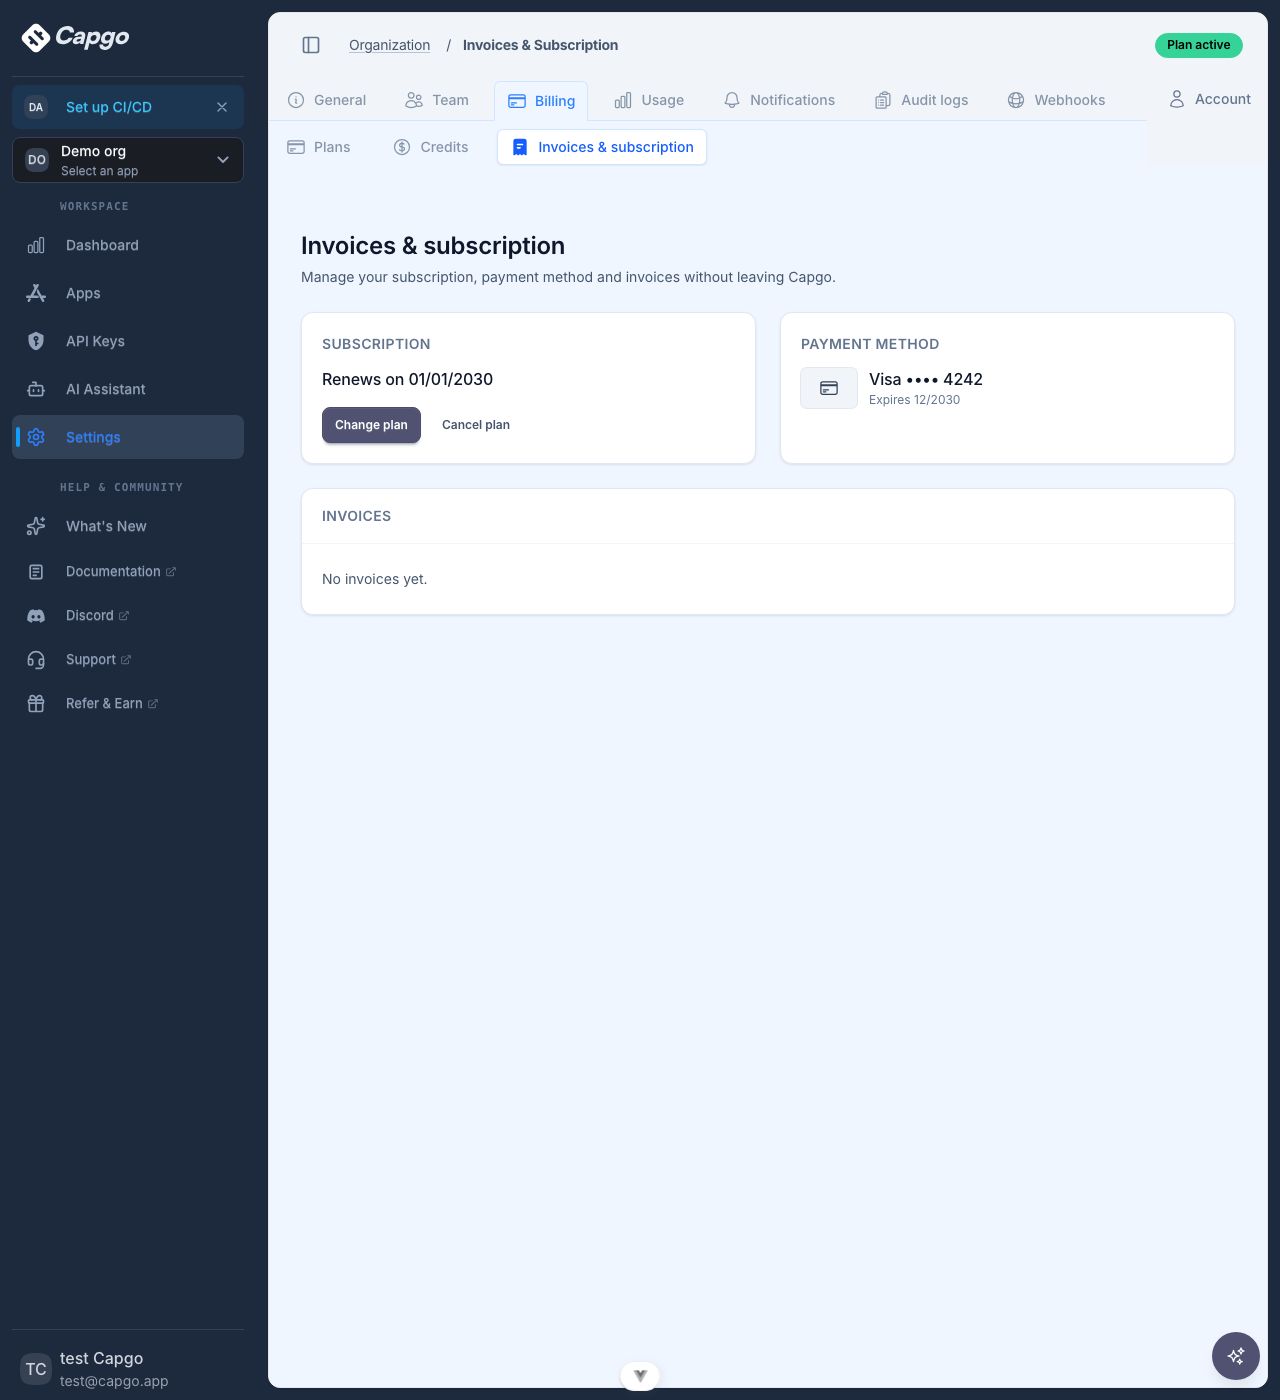 Capgo
DA Set up CI/CD
DO Demo org
Select an app
WORKSPACE
Dashboard
Apps
API Keys
AI Assistant
Settings
HELP & COMMUNITY
What's New
Documentation
Discord
Support
Refer & Earn
TC test Capgo
test@capgo.app
Organization / Invoices & Subscription Plan active
General Team Billing Usage Notifications Audit logs Webhooks Account
Plans Credits Invoices & subscription
Invoices & subscription
Manage your subscription, payment method and invoices without leaving Capgo.
SUBSCRIPTION
Renews on 01/01/2030
Change plan Cancel plan
PAYMENT METHOD
Visa •••• 4242
Expires 12/2030
INVOICES
No invoices yet.